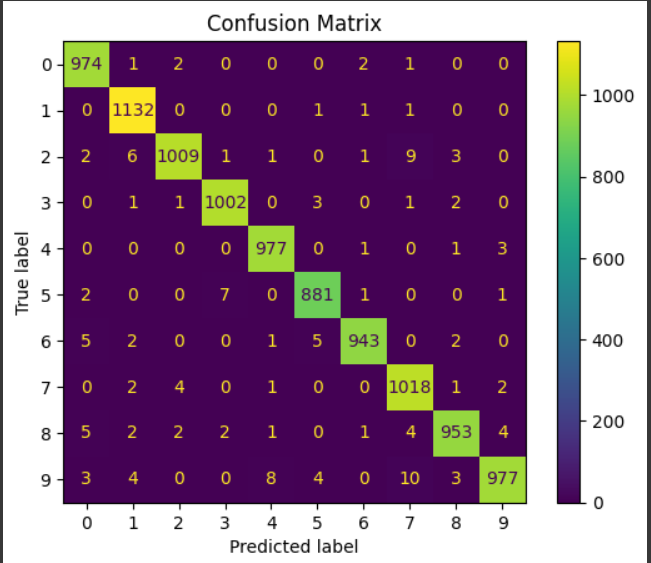 Confusion Matrix
0 974 1 2 0 0 0 2 1 0 0
1 0 1132 0 0 0 1 1 1 0 0
2 2 6 1009 1 1 0 1 9 3 0
3 0 1 1 1002 0 3 0 1 2 0
4 0 0 0 0 977 0 1 0 1 3
5 2 0 0 7 0 881 1 0 0 1
6 5 2 0 0 1 5 943 0 2 0
7 0 2 4 0 1 0 0 1018 1 2
8 5 2 2 2 1 0 1 4 953 4
9 3 4 0 0 8 4 0 10 3 977
0 1 2 3 4 5 6 7 8 9
Predicted label
True label
1000
800
600
400
200
0